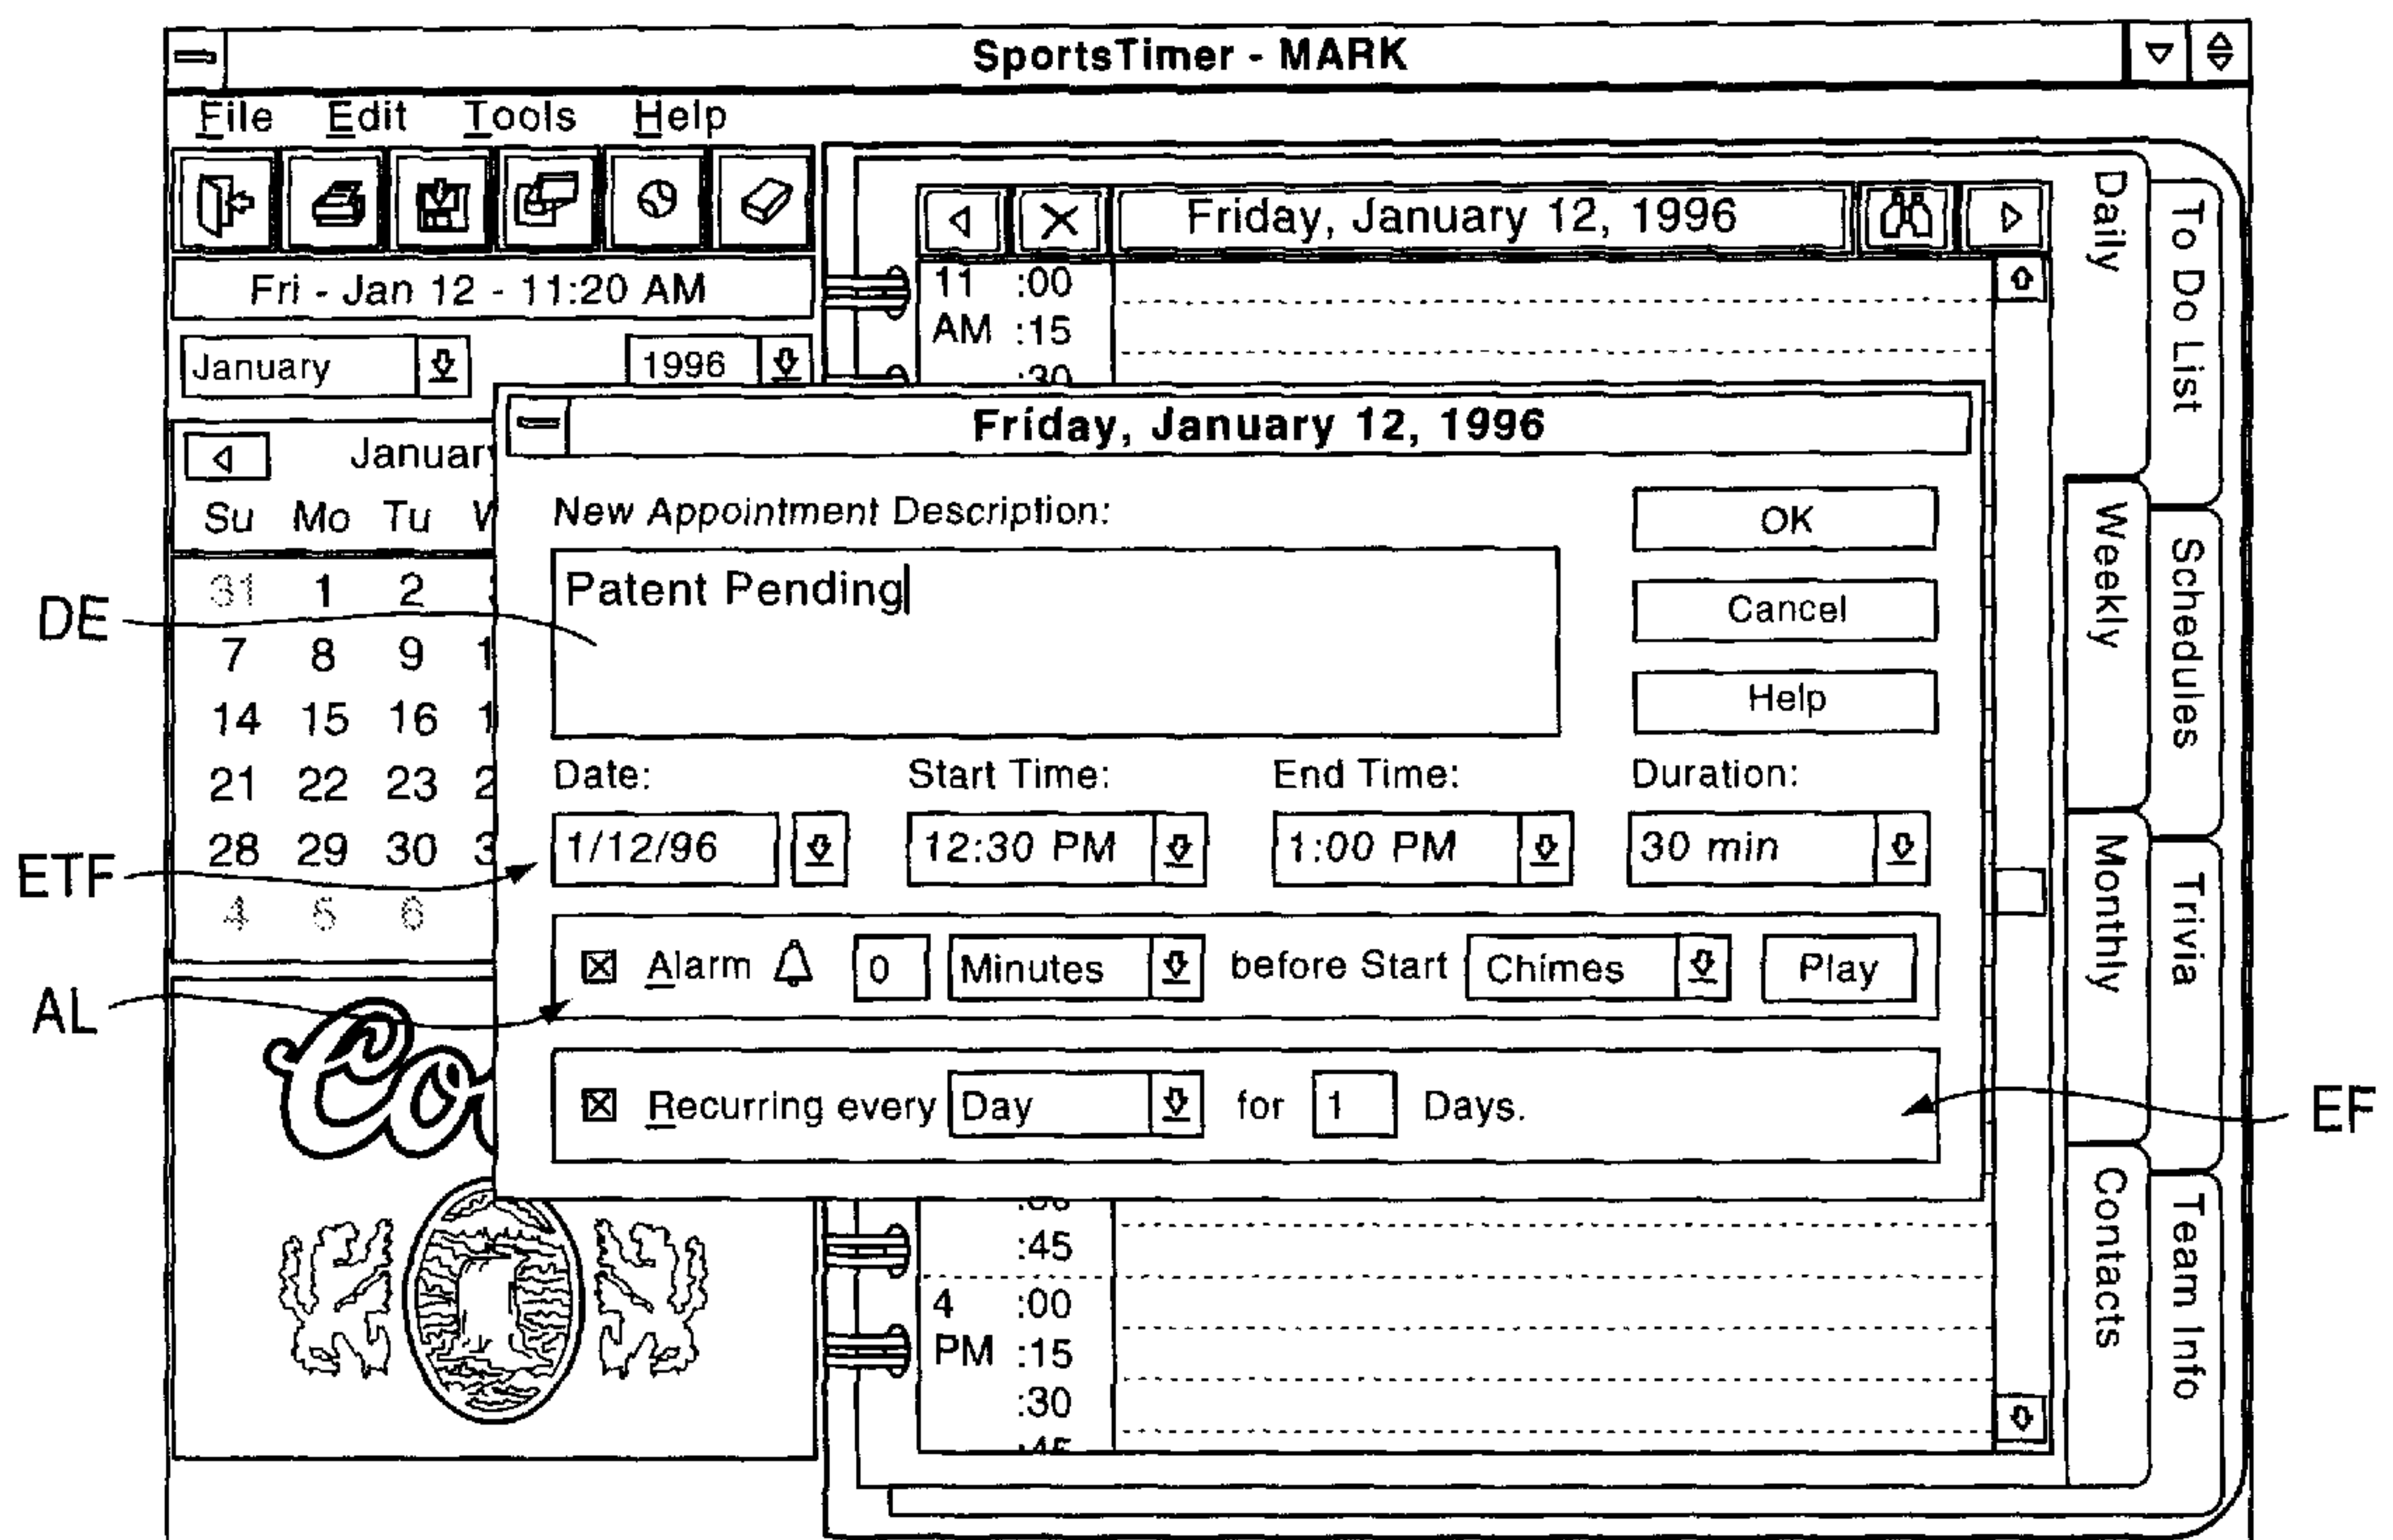 SportsTimer - MARK
File Edit Tools Help
Fri - Jan 12 - 11:20 AM
January 1996
Su Mo Tu
31 1 2
7 8 9
14 15 16
21 22 23
28 29 30
4 5 6
Friday, January 12, 1996
11 :00
AM :15
:30
Friday, January 12, 1996
New Appointment Description:
Patent Pending
OK
Cancel
Help
Date: Start Time: End Time: Duration:
1/12/96 12:30 PM 1:00 PM 30 min
Alarm 0 Minutes before Start Chimes Play
Recurring every Day for 1 Days.
:45
4 :00
PM :15
:30
:45
Daily
Weekly
Monthly
Contacts
To Do List
Schedules
Trivia
Team Info
DE
ETF
AL
EF